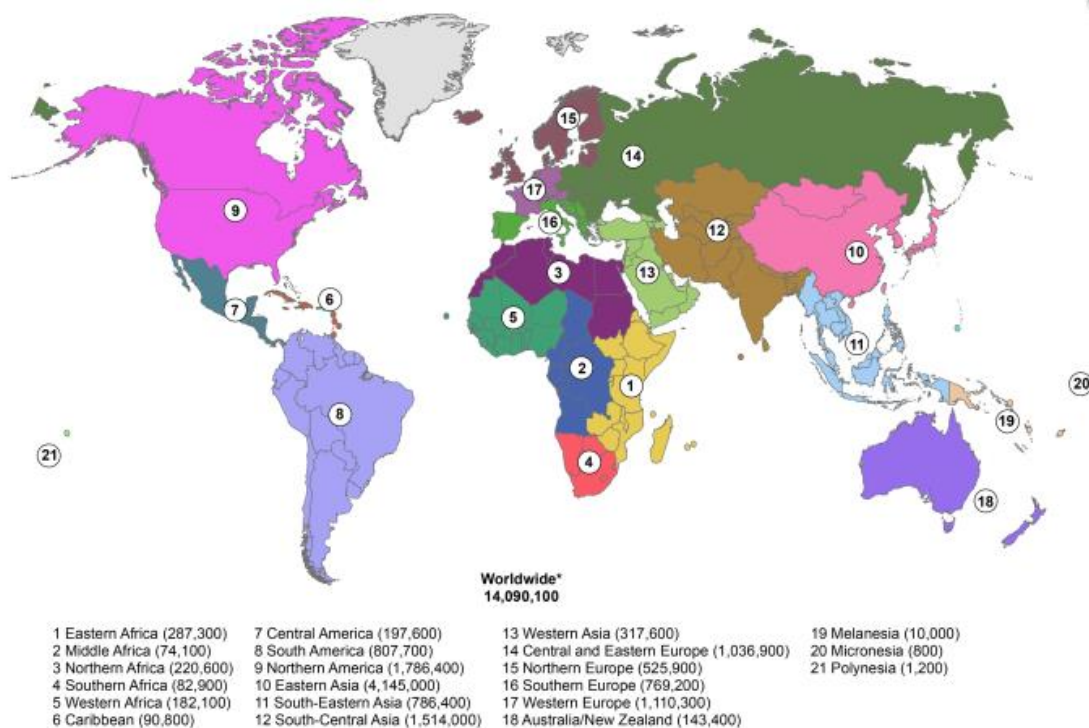 15
14
17
9
16
12
10
3
13
6
7
5
11
2
20
1
8
19
21
4
18
Worldwide*
14,090,100
1 Eastern Africa (287,300)
2 Middle Africa (74,100)
3 Northern Africa (220,600)
4 Southern Africa (82,900)
5 Western Africa (182,100)
6 Caribbean (90,800)
7 Central America (197,600)
8 South America (807,700)
9 Northern America (1,786,400)
10 Eastern Asia (4,145,000)
11 South-Eastern Asia (786,400)
12 South-Central Asia (1,514,000)
13 Western Asia (317,600)
14 Central and Eastern Europe (1,036,900)
15 Northern Europe (525,900)
16 Southern Europe (769,200)
17 Western Europe (1,110,300)
18 Australia/New Zealand (143,400)
19 Melanesia (10,000)
20 Micronesia (800)
21 Polynesia (1,200)